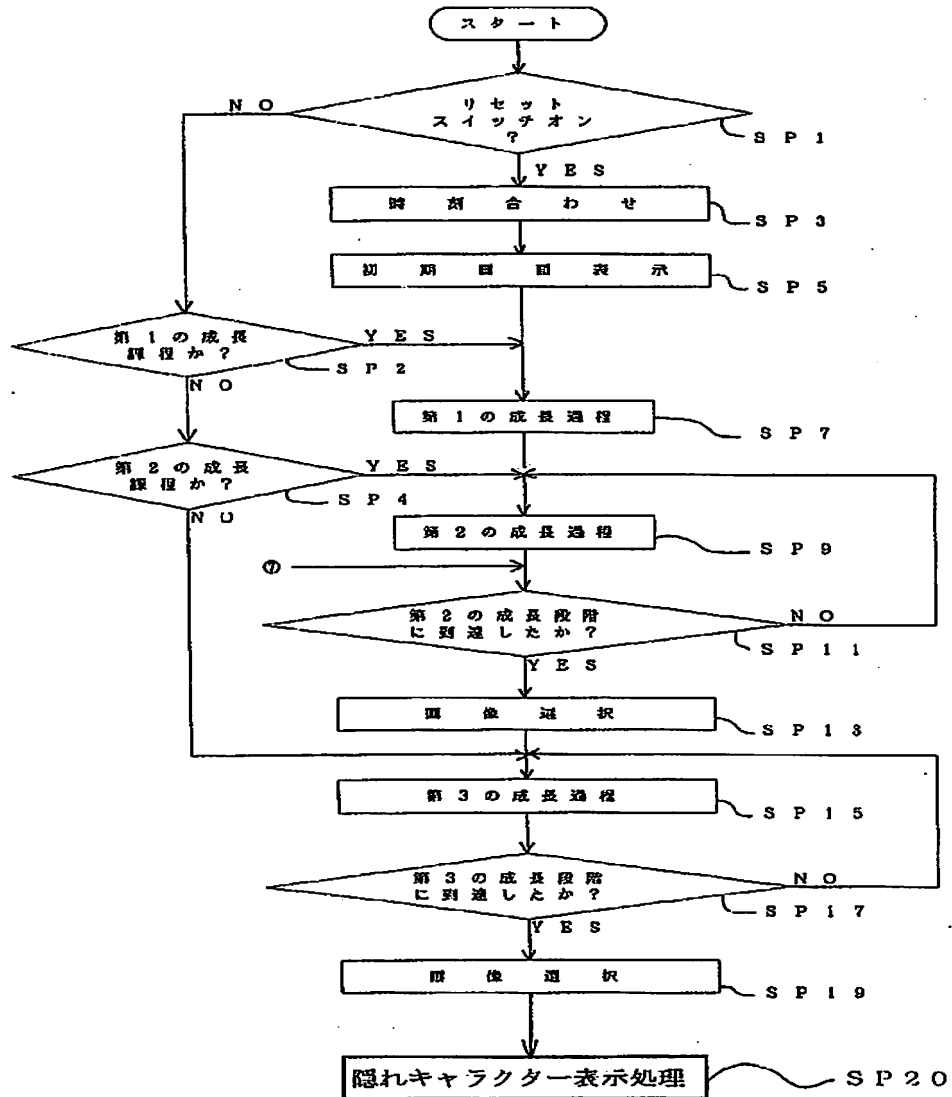 スタート
リセット
スイッチオン
?
NO
SP1
YES
時刻合わせ
SP3
初期画面表示
SP5
第1の成長
課程か?
YES
SP2
NO
第1の成長過程
SP7
第2の成長
課程か?
YES
SP4
NO
第2の成長過程
SP9
⑦
第2の成長段階
に到達したか?
NO
SP11
YES
画像選択
SP13
第3の成長過程
SP15
第3の成長段階
に到達したか?
NO
SP17
YES
画像選択
SP19
隠れキャラクター表示処理
SP20